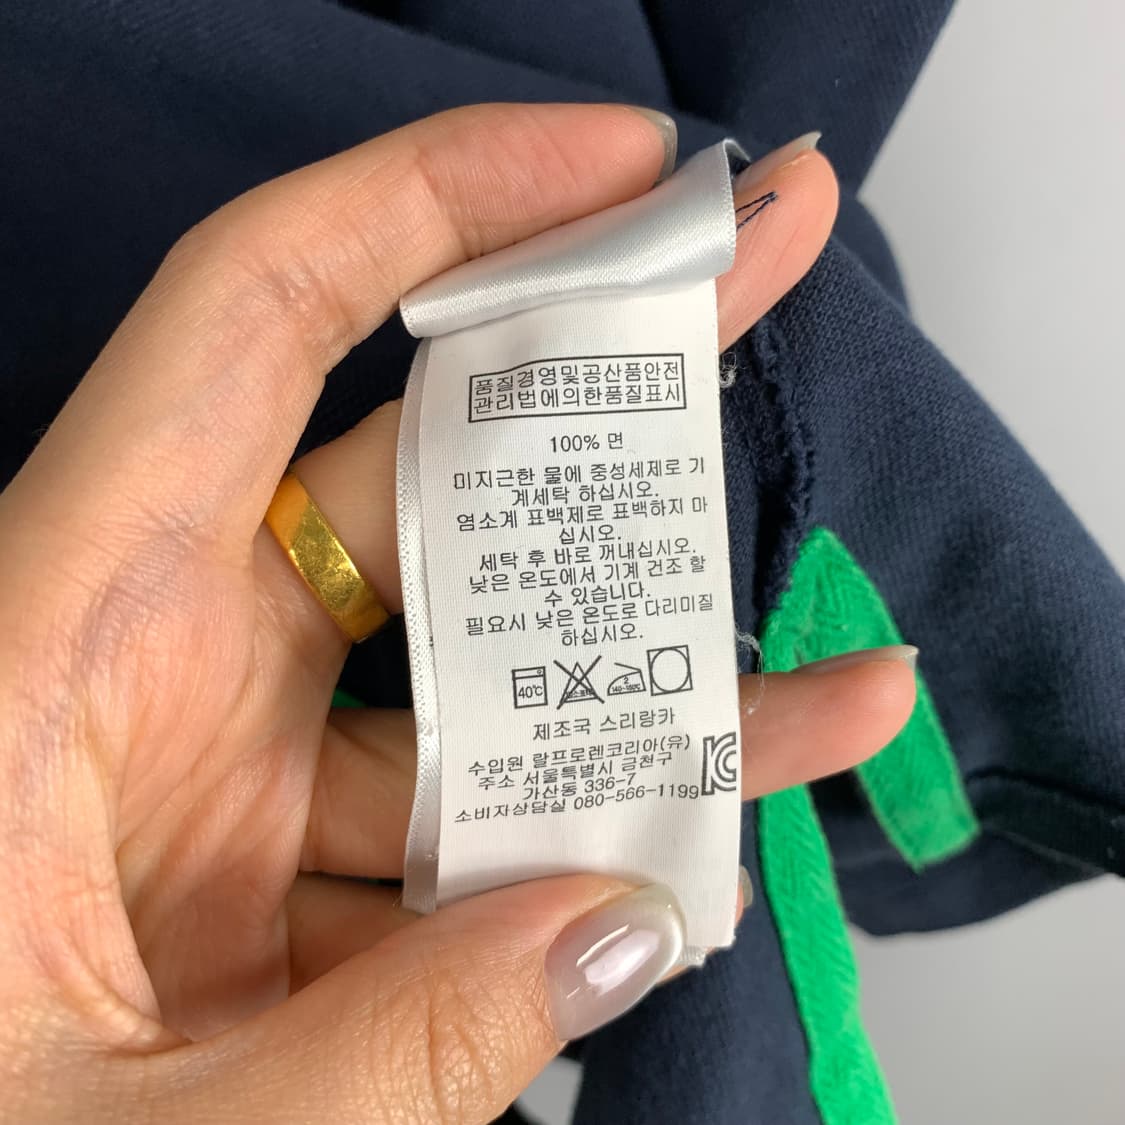 품질경영및공산품안전
관리법에의한품질표시
100% 면
미지근한 물에 중성세제로 기
계세탁 하십시오.
염소계 표백제로 표백하지 마
십시오.
세탁 후 바로 꺼내십시오.
낮은 온도에서 기계 건조 할
수 있습니다.
필요시 낮은 온도로 다리미질
하십시오.
40℃
2
140~160℃
제조국 스리랑카
수입원 랄프로렌코리아(유)
주소 서울특별시 금천구
가산동 336-7
소비자상담실 080-566-1199